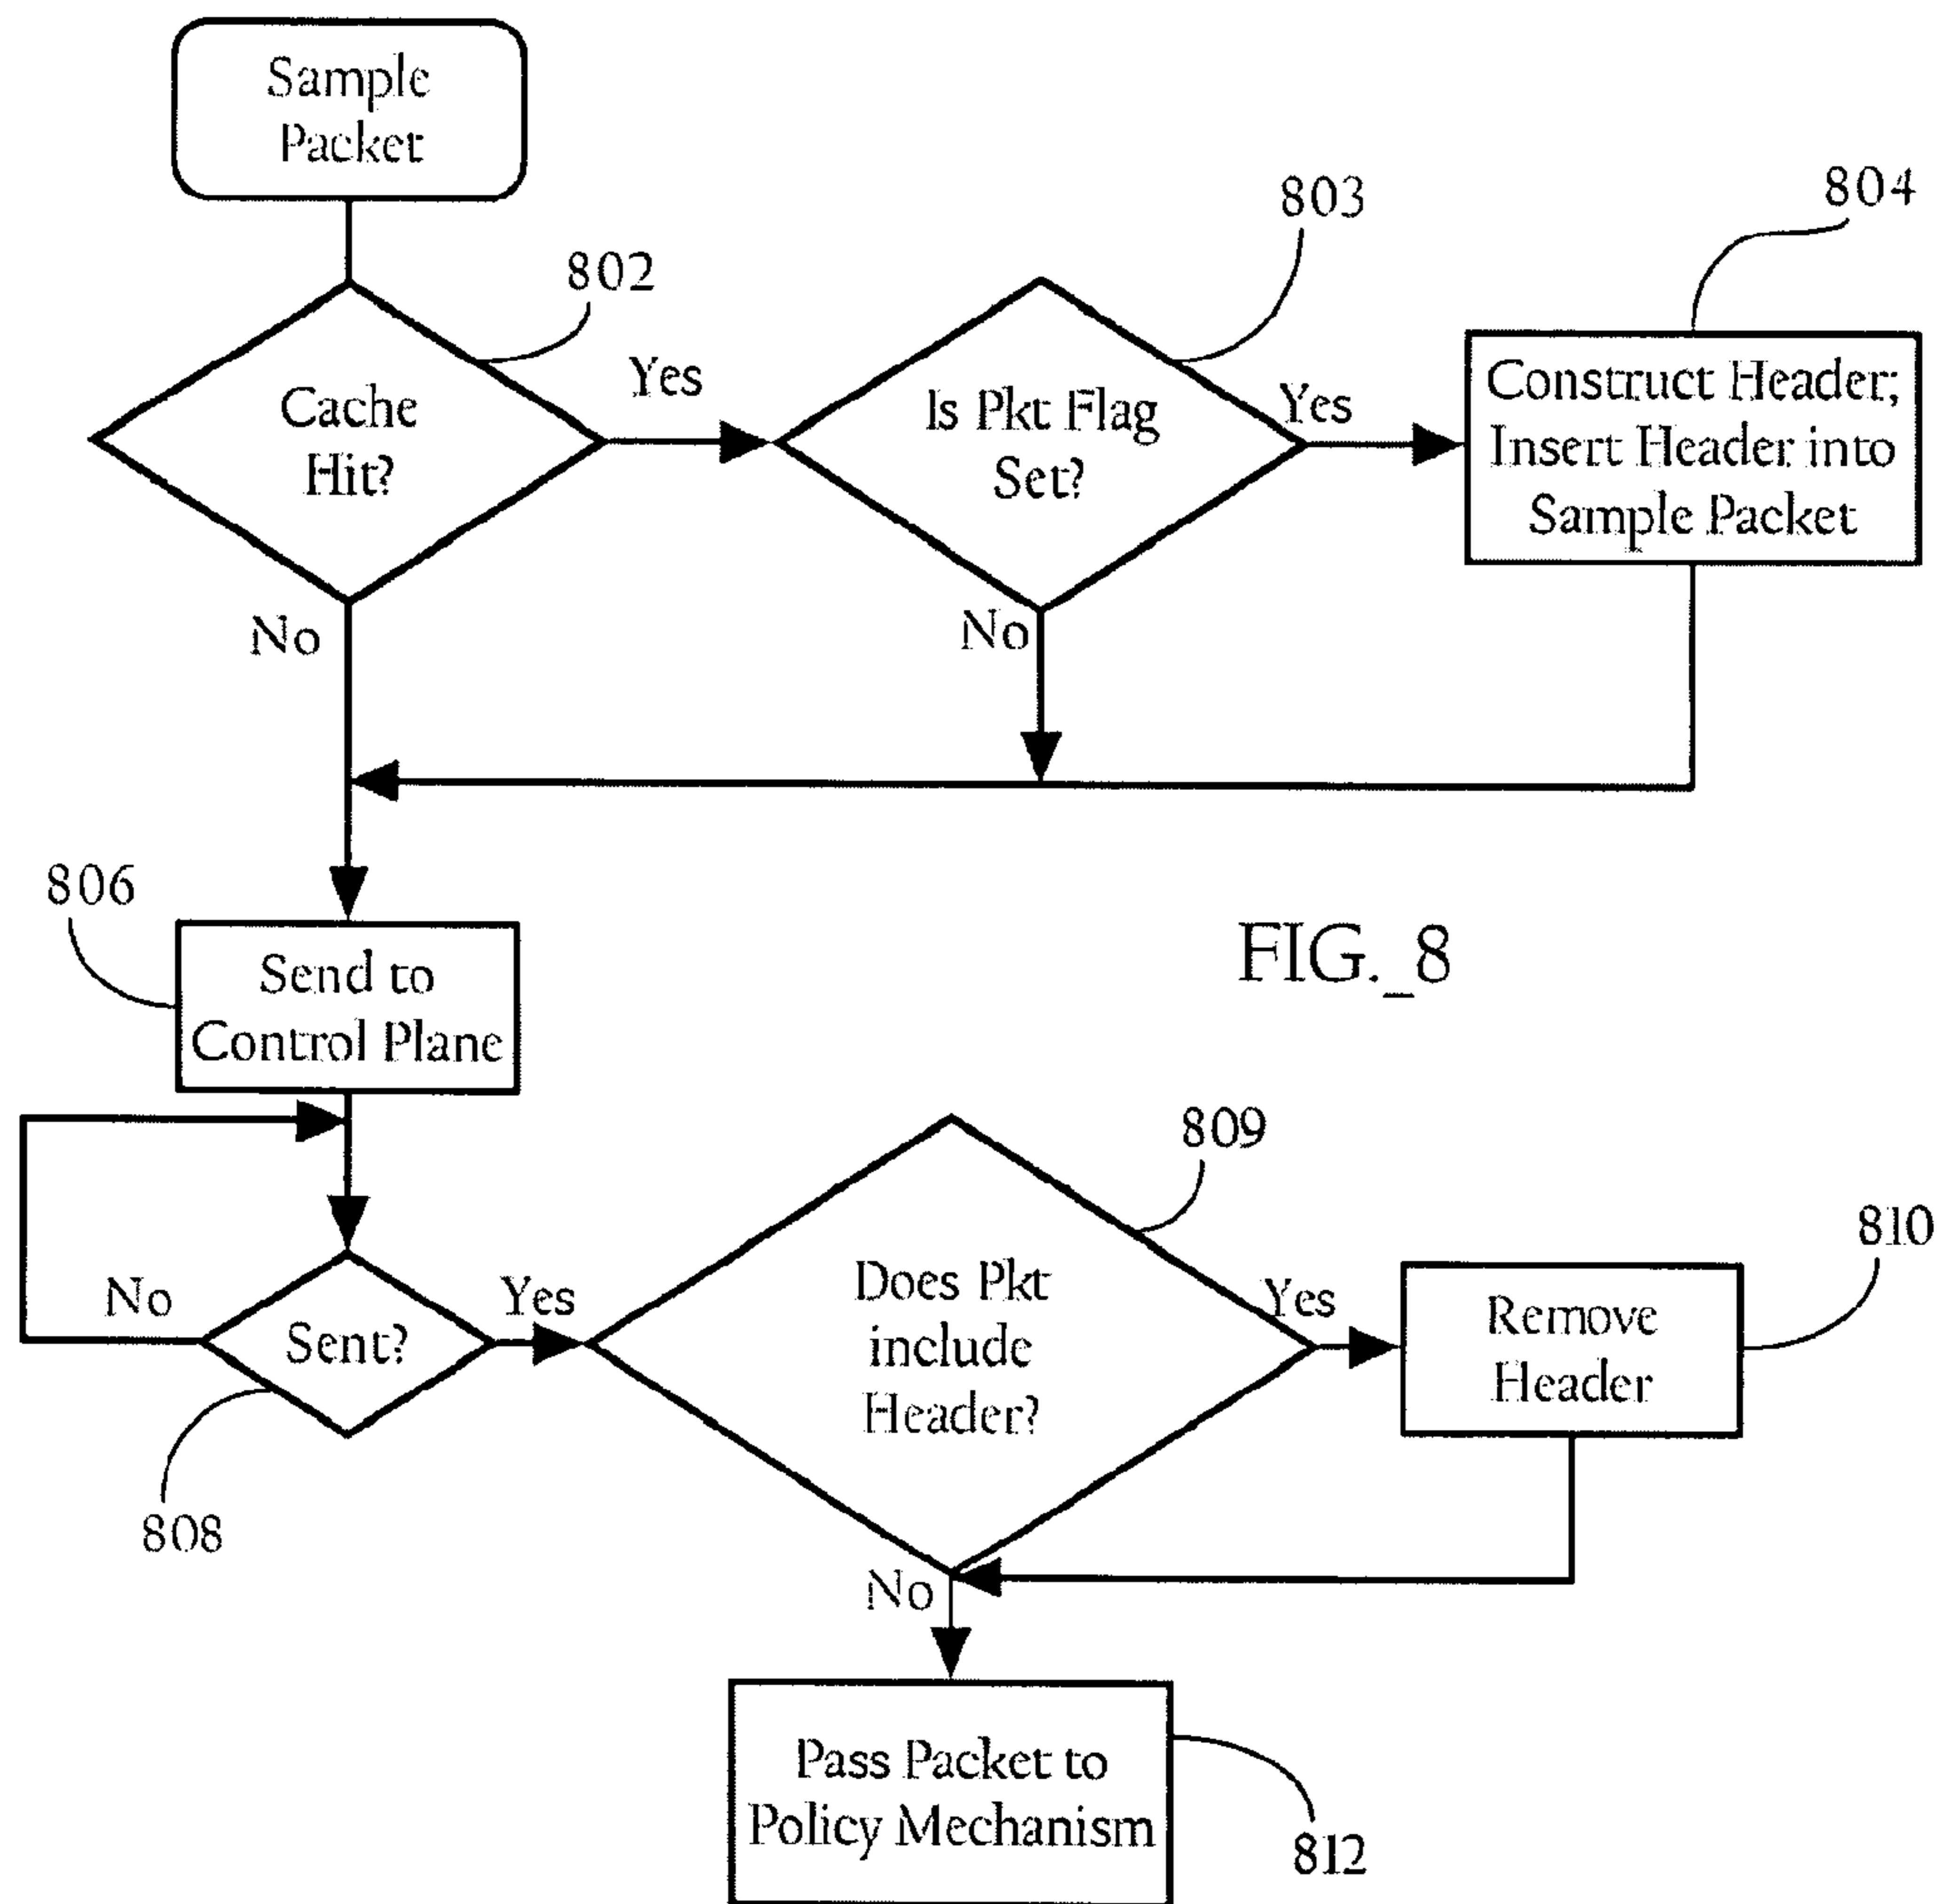 Sample
Packet
803
804
802
Yes
Cache
Hit?
Is Pkt Flag
Set?
Yes
Construct Header;
Insert Header into
Sample Packet
No
No
806
Send to
Control Plane
FIG._8
809
810
No
Sent?
Yes
Does Pkt
include
Header?
Yes
Remove
Header
808
No
Pass Packet to
Policy Mechanism
812